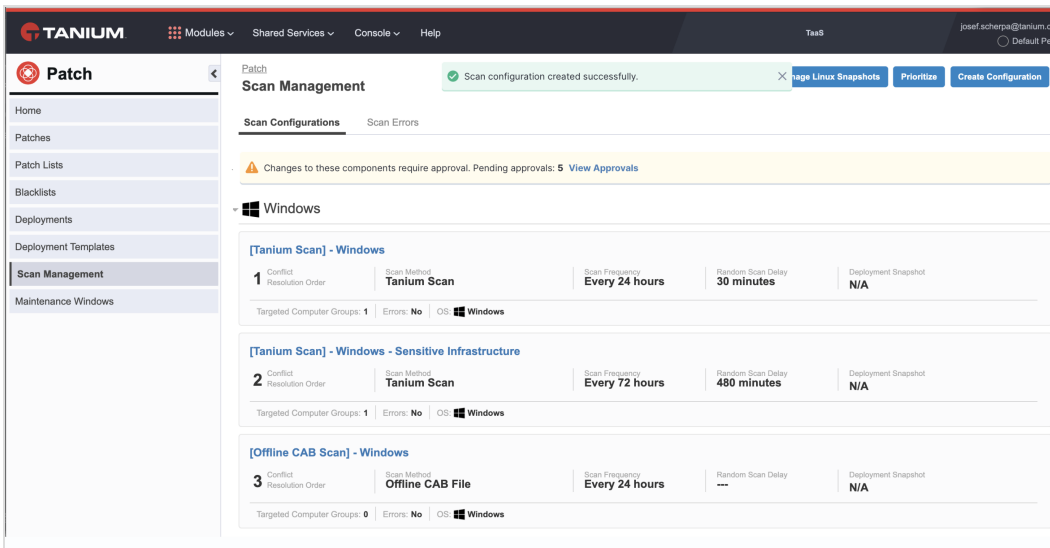 TANIUM
Modules
Shared Services
Console
Help
TaaS
josef.scherpa@tanium.c
Default Pe
Patch
Home
Patches
Patch Lists
Blacklists
Deployments
Deployment Templates
Scan Management
Maintenance Windows
Patch
Scan Management
Scan configuration created successfully.
nage Linux Snapshots
Prioritize
Create Configuration
Scan Configurations
Scan Errors
Changes to these components require approval. Pending approvals: 5 View Approvals
Windows
[Tanium Scan] - Windows
1 Conflict Resolution Order
Scan Method
Tanium Scan
Scan Frequency
Every 24 hours
Random Scan Delay
30 minutes
Deployment Snapshot
N/A
Targeted Computer Groups: 1 Errors: No OS: Windows
[Tanium Scan] - Windows - Sensitive Infrastructure
2 Conflict Resolution Order
Scan Method
Tanium Scan
Scan Frequency
Every 72 hours
Random Scan Delay
480 minutes
Deployment Snapshot
N/A
Targeted Computer Groups: 1 Errors: No OS: Windows
[Offline CAB Scan] - Windows
3 Conflict Resolution Order
Scan Method
Offline CAB File
Scan Frequency
Every 24 hours
Random Scan Delay
---
Deployment Snapshot
N/A
Targeted Computer Groups: 0 Errors: No OS: Windows